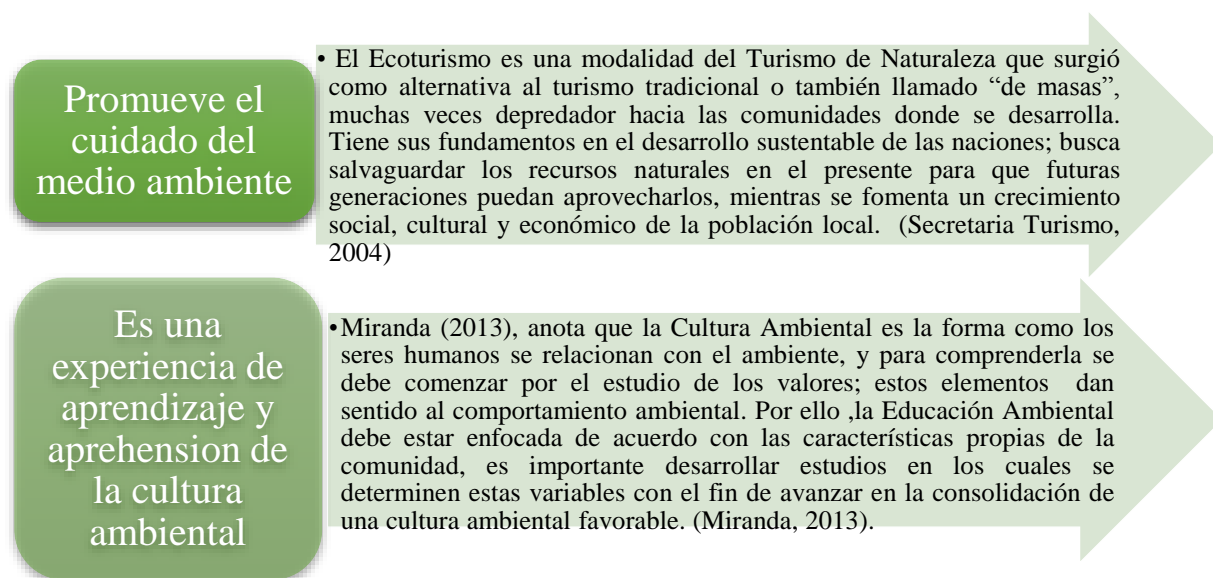 Promueve el
cuidado del
medio ambiente
• El Ecoturismo es una modalidad del Turismo de Naturaleza que surgió
como alternativa al turismo tradicional o también llamado “de masas”,
muchas veces depredador hacia las comunidades donde se desarrolla.
Tiene sus fundamentos en el desarrollo sustentable de las naciones; busca
salvaguardar los recursos naturales en el presente para que futuras
generaciones puedan aprovecharlos, mientras se fomenta un crecimiento
social, cultural y económico de la población local. (Secretaria Turismo,
2004)
Es una
experiencia de
aprendizaje y
aprehension de
la cultura
ambiental
•Miranda (2013), anota que la Cultura Ambiental es la forma como los
seres humanos se relacionan con el ambiente, y para comprenderla se
debe comenzar por el estudio de los valores; estos elementos dan
sentido al comportamiento ambiental. Por ello ,la Educación Ambiental
debe estar enfocada de acuerdo con las características propias de la
comunidad, es importante desarrollar estudios en los cuales se
determinen estas variables con el fin de avanzar en la consolidación de
una cultura ambiental favorable. (Miranda, 2013).